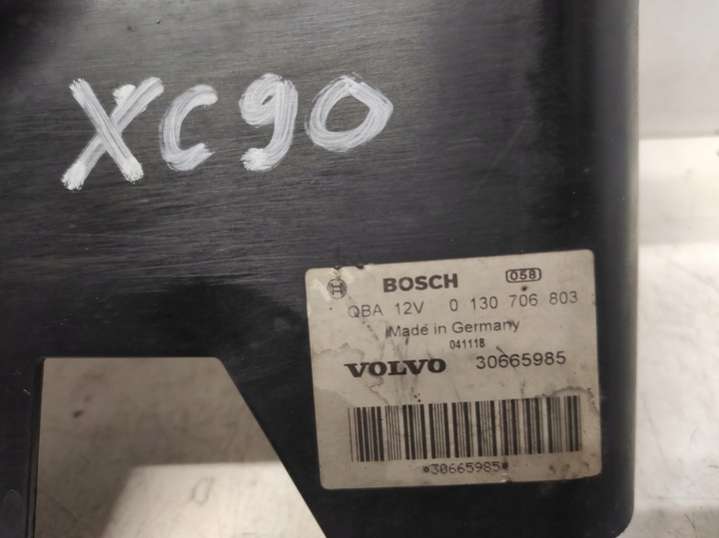 XC90
BOSCH 058
QBA 12V 0 130 706 803
Made in Germany
041118
VOLVO 30665985
*30665985*